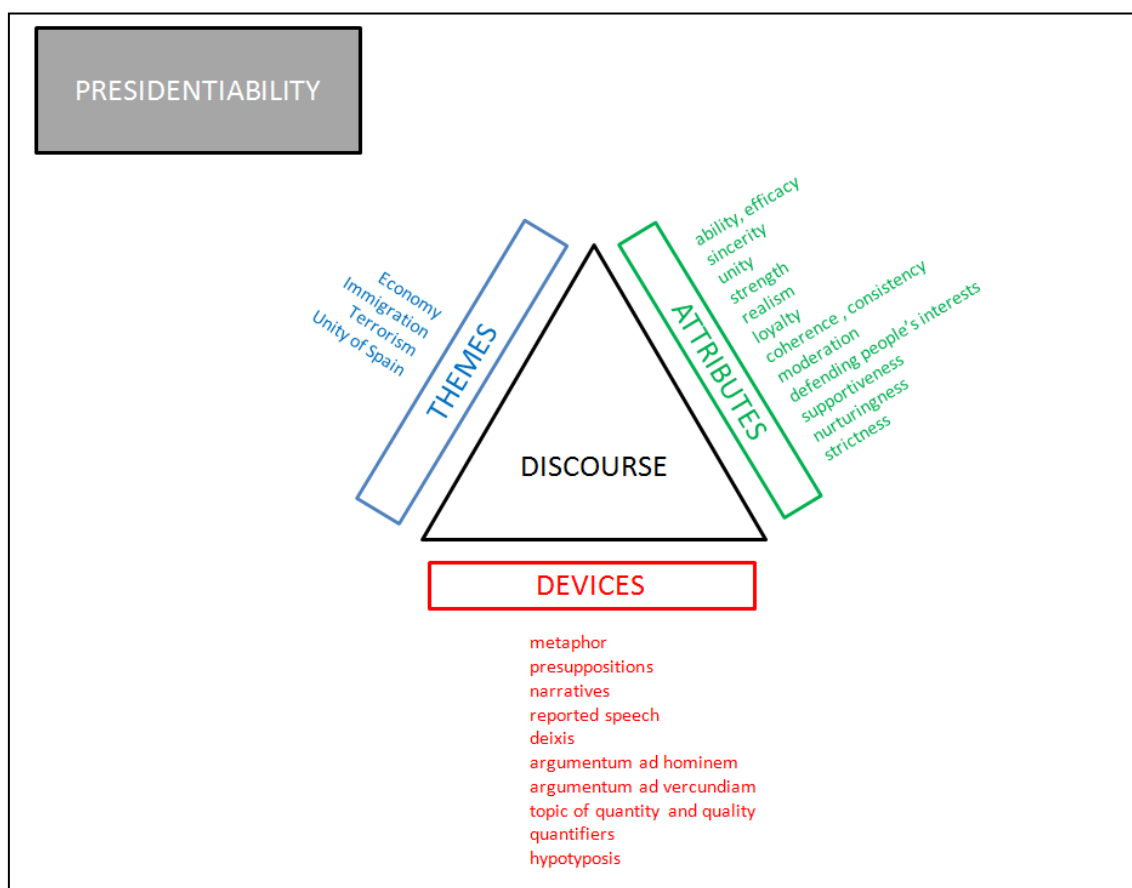 PRESIDENTIABILITY
THEMES
Economy
Immigration
Terrorism
Unity of Spain
ATTRIBUTES
ability, efficacy
sincerity
unity
strength
realism
loyalty
coherence , consistency
moderation
defending people's interests
supportiveness
nurturingness
strictness
DISCOURSE
DEVICES
metaphor
presuppositions
narratives
reported speech
deixis
argumentum ad hominem
argumentum ad vercundiam
topic of quantity and quality
quantifiers
hypotyposis